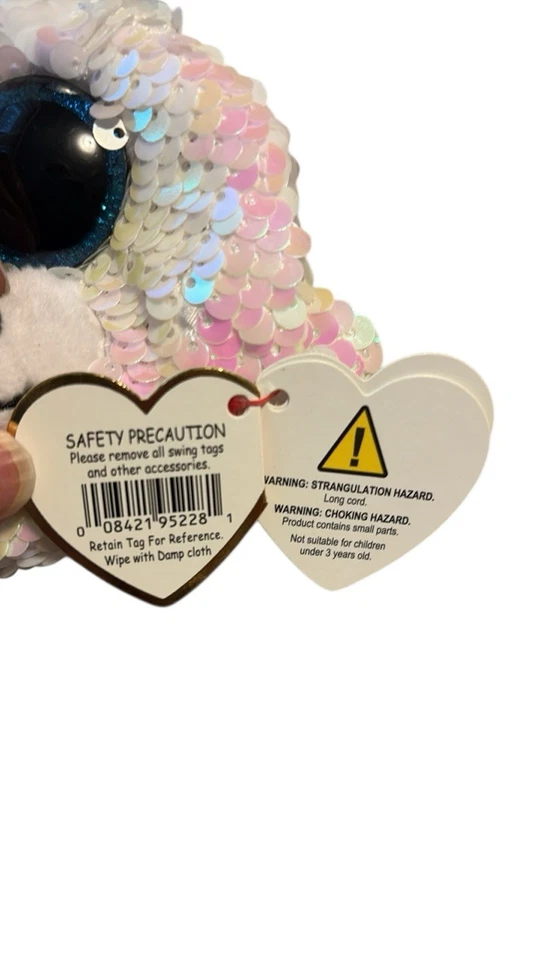 SAFETY PRECAUTION
Please remove all swing tags
and other accessories.
0 08421 95228 1
Retain Tag For Reference.
Wipe with Damp cloth
WARNING: STRANGULATION HAZARD.
Long cord.
WARNING: CHOKING HAZARD.
Product contains small parts.
Not suitable for children
under 3 years old.